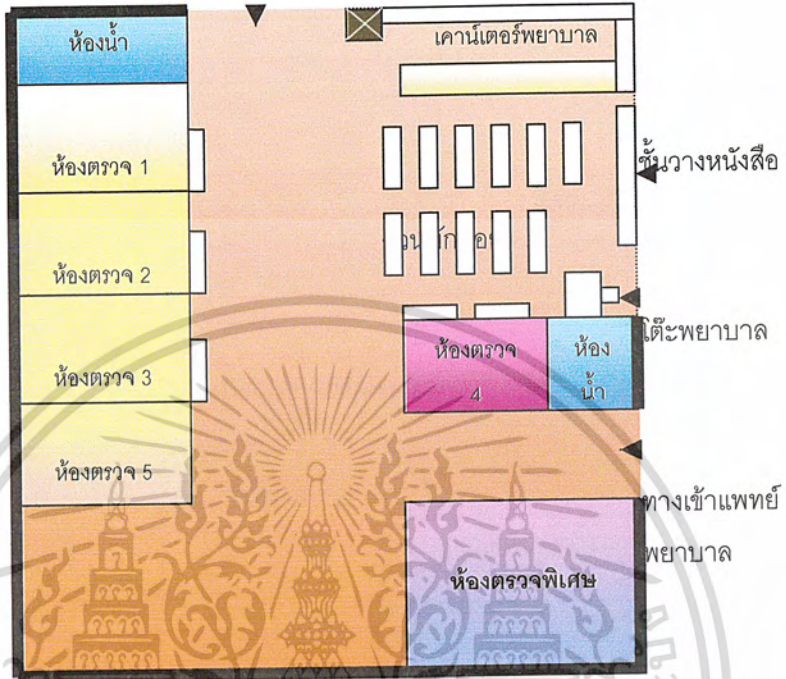 ห้องน้ำ
เคาน์เตอร์พยาบาล
ห้องตรวจ 1
ชั้นวางหนังสือ
ห้องตรวจ 2
โต๊ะพยาบาล
ห้องตรวจ 3
ห้องตรวจ
4
ห้อง
น้ำ
ห้องตรวจ 5
ทางเข้าแพทย์
พยาบาล
ห้องตรวจพิเศษ